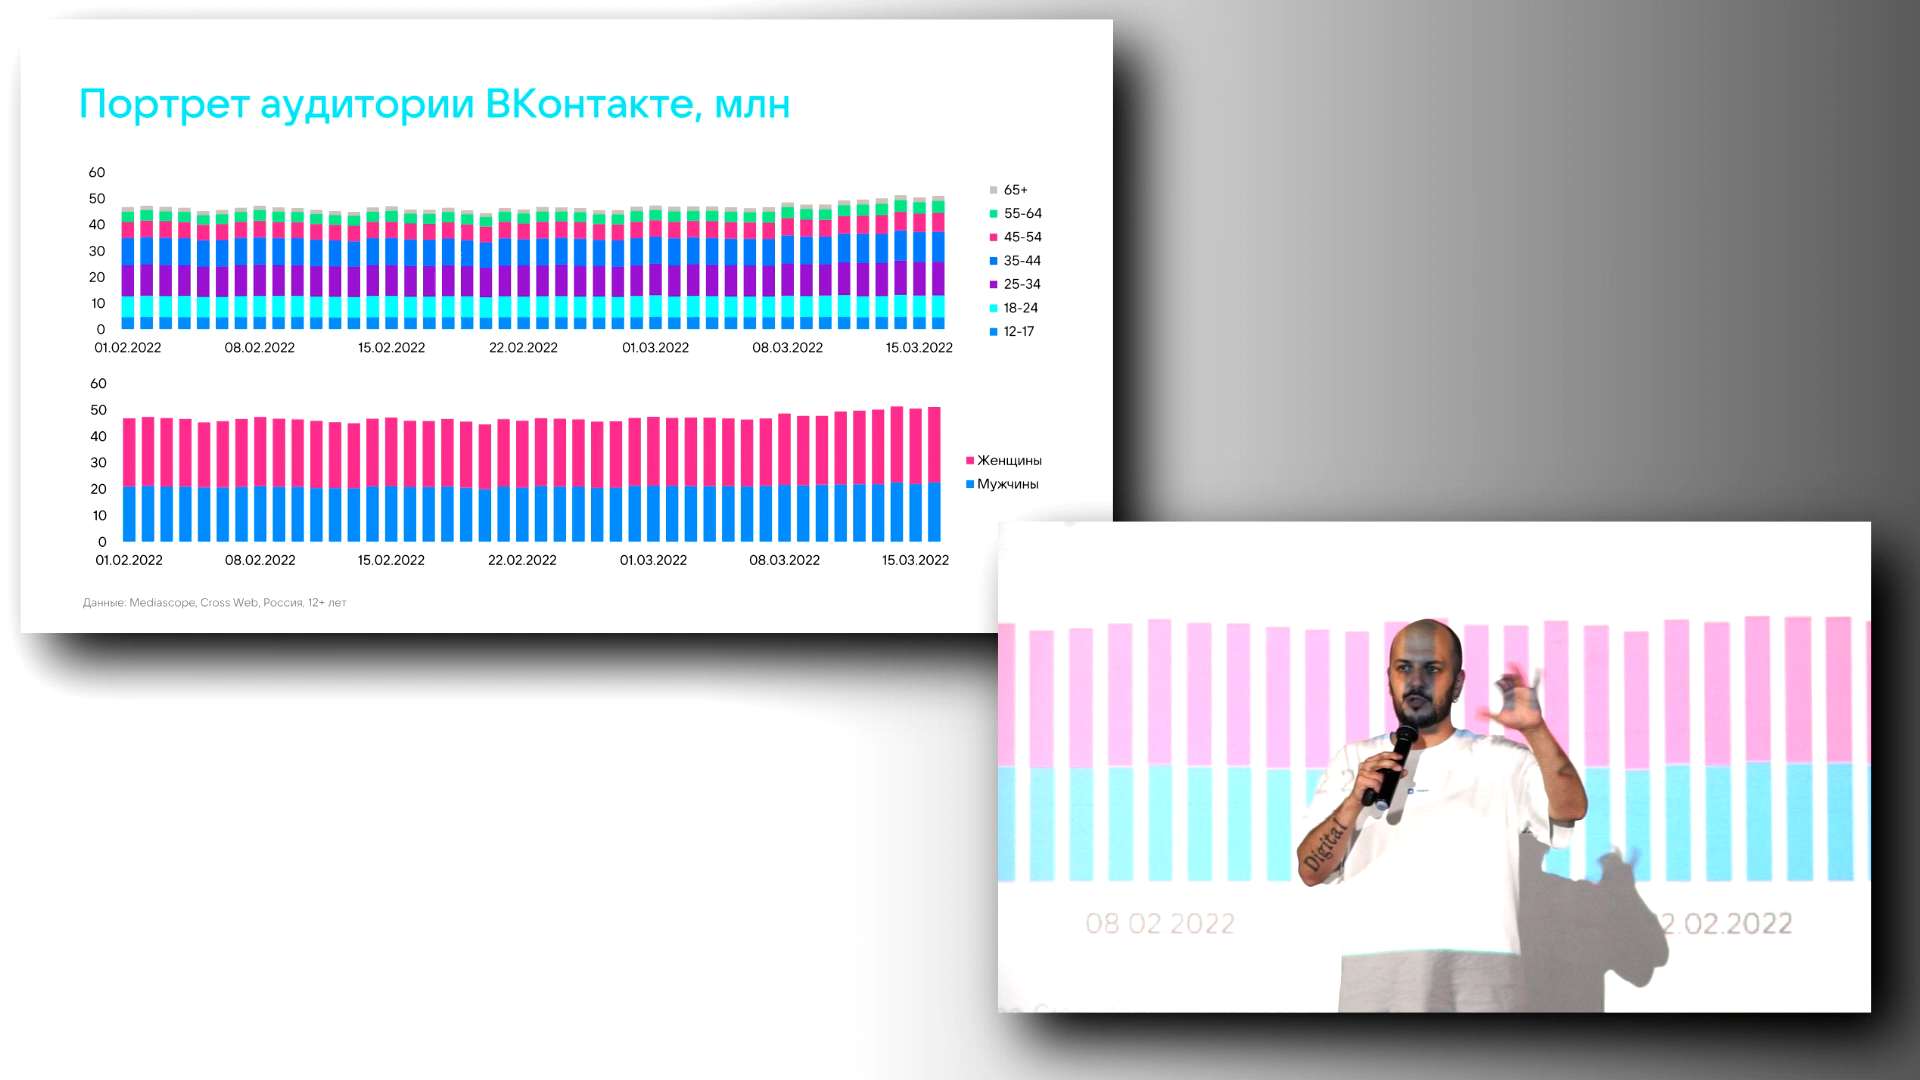 Портрет аудитории ВКонтакте, млн
60
50
40
30
20
10
0
01.02.2022 08.02.2022 15.02.2022 22.02.2022 01.03.2022 08.03.2022 15.03.2022
65+
55-64
45-54
35-44
25-34
18-24
12-17
60
50
40
30
20
10
0
01.02.2022 08.02.2022 15.02.2022 22.02.2022 01.03.2022 08.03.2022 15.03.2022
Женщины
Мужчины
Данные: Mediascope, Cross Web, Россия, 12+ лет
Digital
08 02.2022 2.02.2022